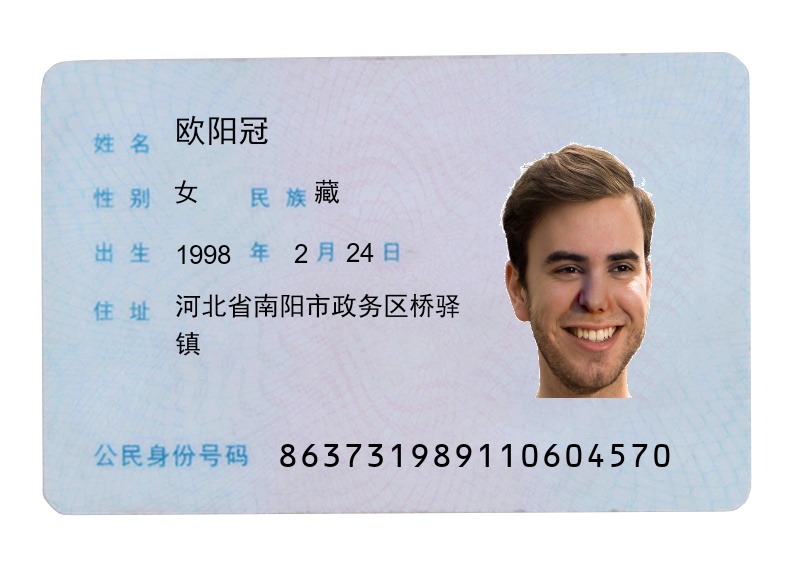 姓名 欧阳冠
性别 女 民族 藏
出生 1998 年 2 月 24 日
住址 河北省南阳市政务区桥驿
镇
公民身份号码 863731989110604570